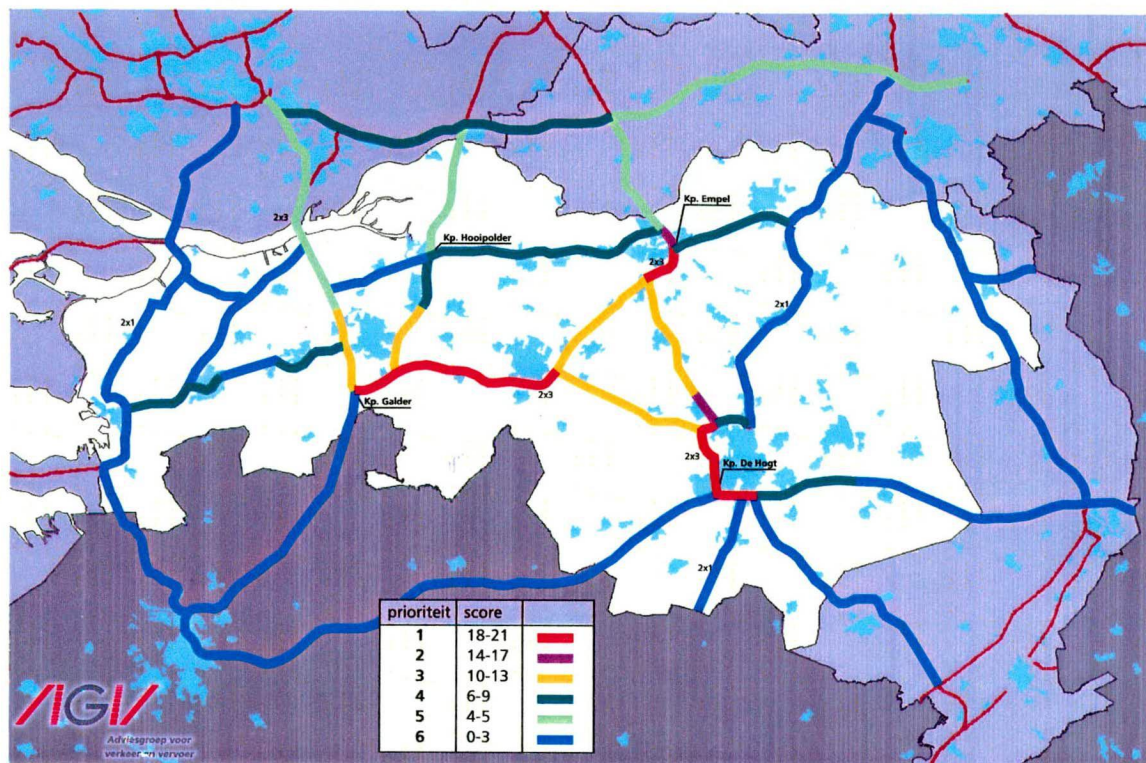 Kp. Empel
2x3
Kp. Hooipolder
2x3
2x1
2x1
2x3
Kp. Galder
2x3
Kp. De Hogt
2x1
prioriteit score
1 18-21
2 14-17
3 10-13
4 6-9
5 4-5
6 0-3
AGV
Adviesgroep voor
verkeer en vervoer